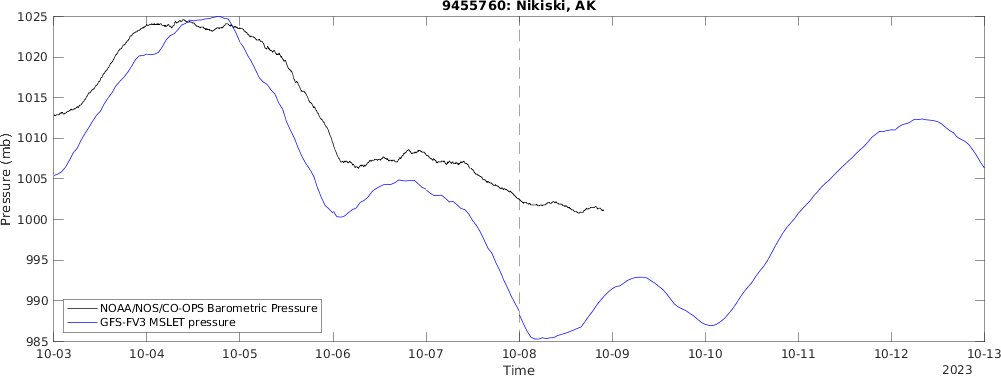 9455760: Nikiski, AK
1025
1020
1015
1010
1005
1000
995
990
985
Pressure (mb)
NOAA/NOS/CO-OPS Barometric Pressure
GFS-FV3 MSLET pressure
10-03 10-04 10-05 10-06 10-07 10-08 10-09 10-10 10-11 10-12 10-13
Time
2023